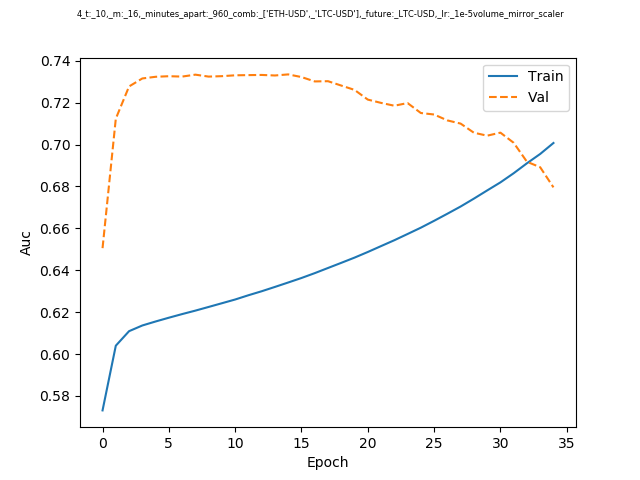 4_t:_10,_m:_16,_minutes_apart:_960_comb:_['ETH-USD',_'LTC-USD'],_future:_LTC-USD,_lr:_1e-5volume_mirror_scaler
0.74
0.72
0.70
0.68
0.66
0.64
0.62
0.60
0.58
Auc
Train
Val
0 5 10 15 20 25 30 35
Epoch